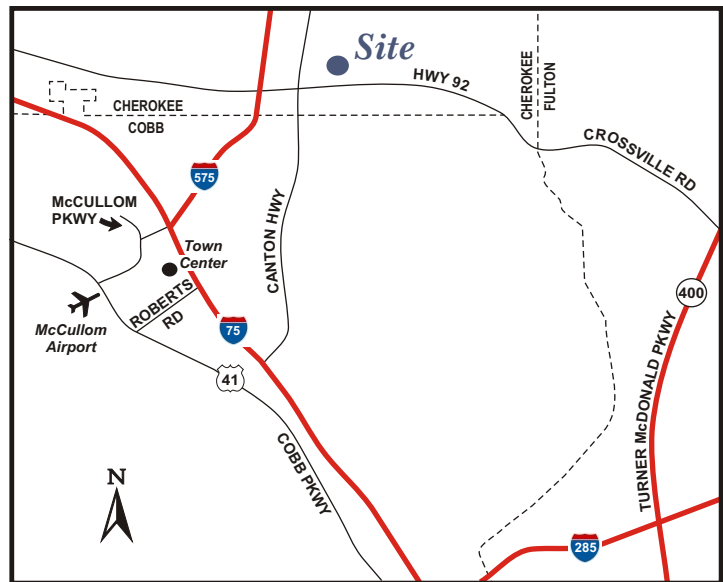 Site
HWY 92
CHEROKEE
FULTON
CHEROKEE
COBB
CROSSVILLE RD
575
McCULLOM
PKWY
CANTON HWY
Town
Center
400
ROBERTS
RD
McCullom
Airport
75
41
TURNER McDONALD PKWY
COBB PKWY
N
285